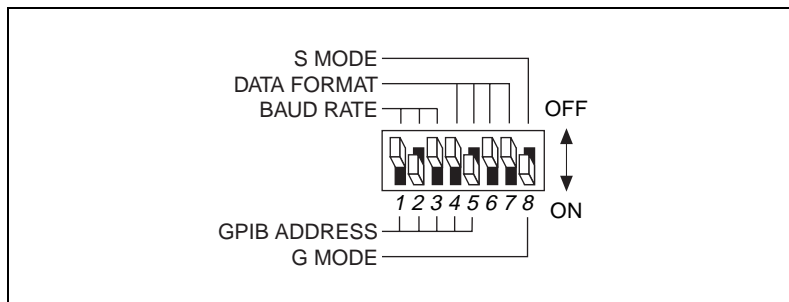 S MODE
DATA FORMAT
BAUD RATE
OFF
1 2 3 4 5 6 7 8
ON
GPIB ADDRESS
G MODE